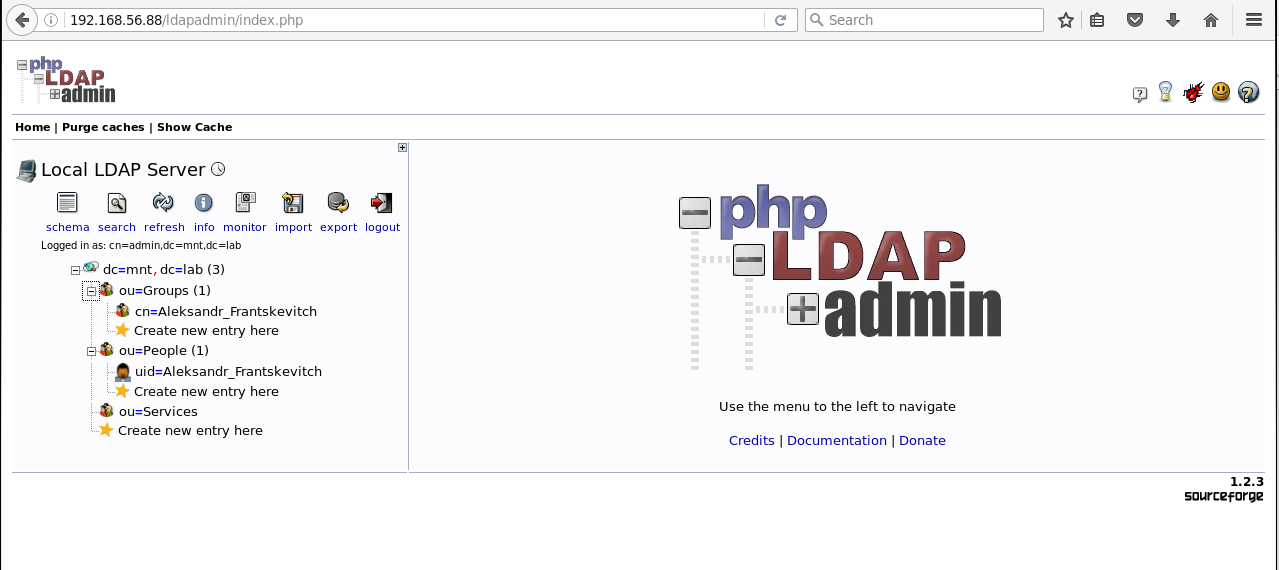 192.168.56.88/ldapadmin/index.php
Search
php
LDAP
admin
Home | Purge caches | Show Cache
Local LDAP Server
schema search refresh info monitor import export logout
Logged in as: cn=admin,dc=mnt,dc=lab
dc=mnt,dc=lab (3)
ou=Groups (1)
cn=Aleksandr_Frantskevitch
Create new entry here
ou=People (1)
uid=Aleksandr_Frantskevitch
Create new entry here
ou=Services
Create new entry here
php
LDAP
admin
Use the menu to the left to navigate
Credits | Documentation | Donate
1.2.3
sourceforge